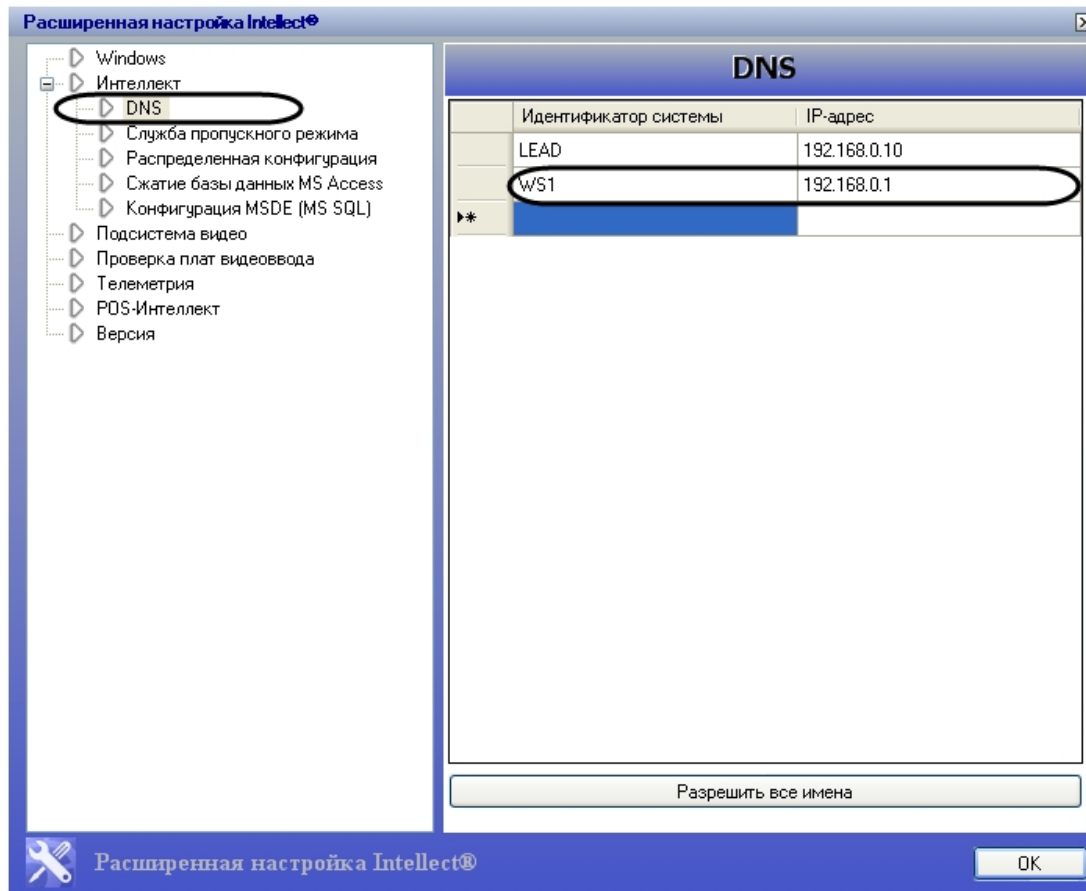 Расширенная настройка Intellect®
Windows
Интеллект
DNS
Служба пропускного режима
Распределенная конфигурация
Сжатие базы данных MS Access
Конфигурация MSDE (MS SQL)
Подсистема видео
Проверка плат видеоввода
Телеметрия
POS-Интеллект
Версия
DNS
Идентификатор системы IP-адрес
LEAD 192.168.0.10
WS1 192.168.0.1
Разрешить все имена
Расширенная настройка Intellect®
OK